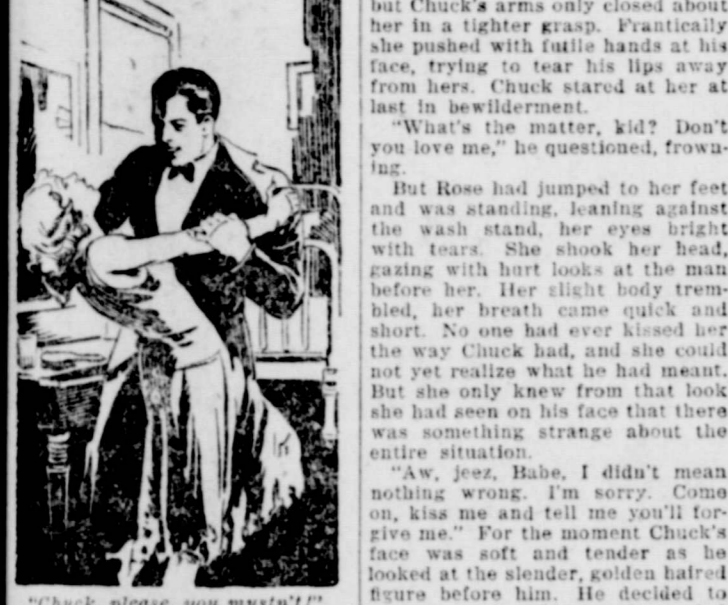 but Chuck's arms only closed about
her in a tighter grasp. Frantically
she pushed with futile hands at his
face, trying to tear his lips away
from hers. Chuck stared at her at
last in bewilderment.
"What's the matter, kid? Don't
you love me," he questioned, frown-
ing.
But Rose had jumped to her feet
and was standing, leaning against
the wash stand, her eyes bright
with tears. She shook her head,
gazing with hurt looks at the man
before her. Her slight body trem-
bled, her breath came quick and
short. No one had ever kissed her
the way Chuck had, and she could
not yet realize what he had meant.
But she only knew from that look
she had seen on his face that there
was something strange about the
entire situation.
"Aw, jeez, Babe, I didn't mean
nothing wrong. I'm sorry. Come
on, kiss me and tell me you'll for-
give me." For the moment Chuck's
face was soft and tender as he
looked at the slender, golden haired
figure before him. He decided to
"Chuck, please, you mustn't!"